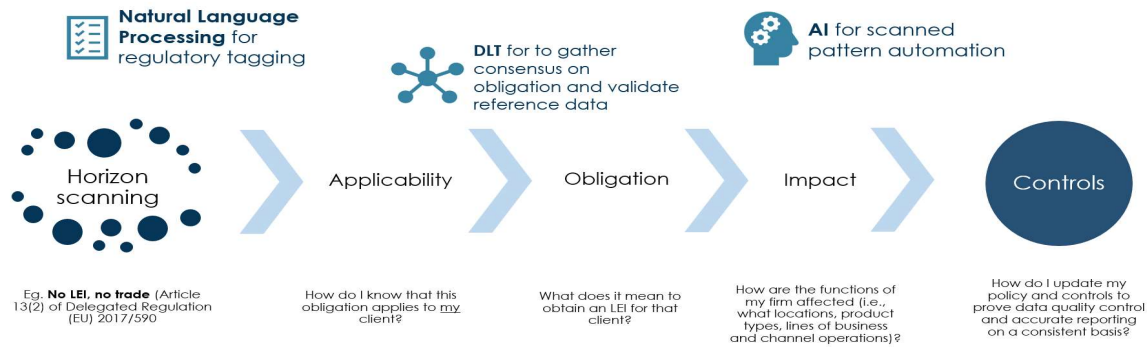 Natural Language
Processing for
regulatory tagging
DLT for to gather
consensus on
obligation and validate
reference data
AI for scanned
pattern automation
Horizon
scanning
Applicability
Obligation
Impact
Controls
Eg. No LEI, no trade (Article
13(2) of Delegated Regulation
(EU) 2017/590
How do I know that this
obligation applies to my
client?
What does it mean to
obtain an LEI for that
client?
How are the functions of
my firm affected (i.e.,
what locations, product
types, lines of business
and channel operations)?
How do I update my
policy and controls to
prove data quality control
and accurate reporting
on a consistent basis?